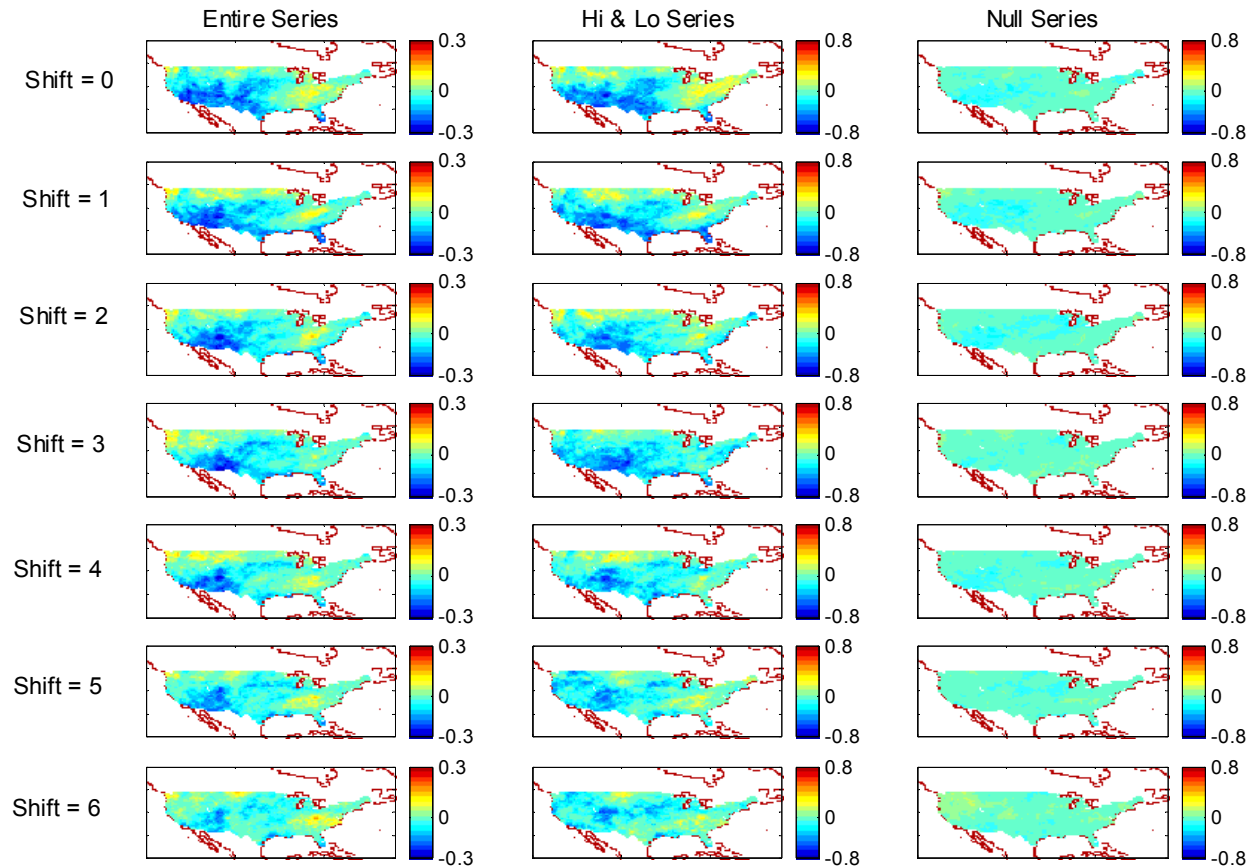 Entire Series Hi & Lo Series Null Series
Shift = 0
0.3 0.8 0.8
0 0 0
-0.3 -0.8 -0.8
Shift = 1
0.3 0.8 0.8
0 0 0
-0.3 -0.8 -0.8
Shift = 2
0.3 0.8 0.8
0 0 0
-0.3 -0.8 -0.8
Shift = 3
0.3 0.8 0.8
0 0 0
-0.3 -0.8 -0.8
Shift = 4
0.3 0.8 0.8
0 0 0
-0.3 -0.8 -0.8
Shift = 5
0.3 0.8 0.8
0 0 0
-0.3 -0.8 -0.8
Shift = 6
0.3 0.8 0.8
0 0 0
-0.3 -0.8 -0.8